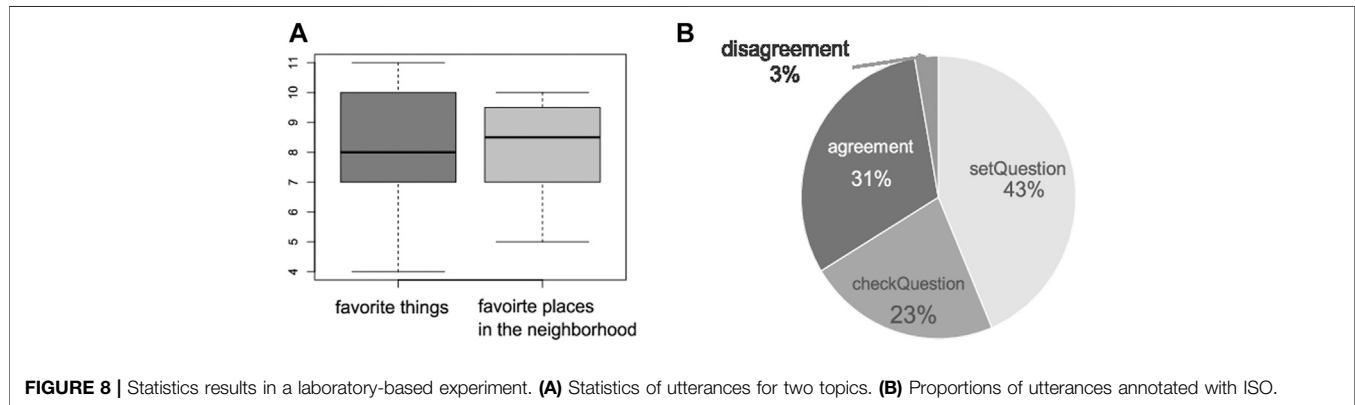 A
11
10
9
8
7
6
5
4
favorite things
favoirte places
in the neighborhood
B
disagreement
3%
agreement
31%
setQuestion
43%
checkQuestion
23%
FIGURE 8 | Statistics results in a laboratory-based experiment. (A) Statistics of utterances for two topics. (B) Proportions of utterances annotated with ISO.